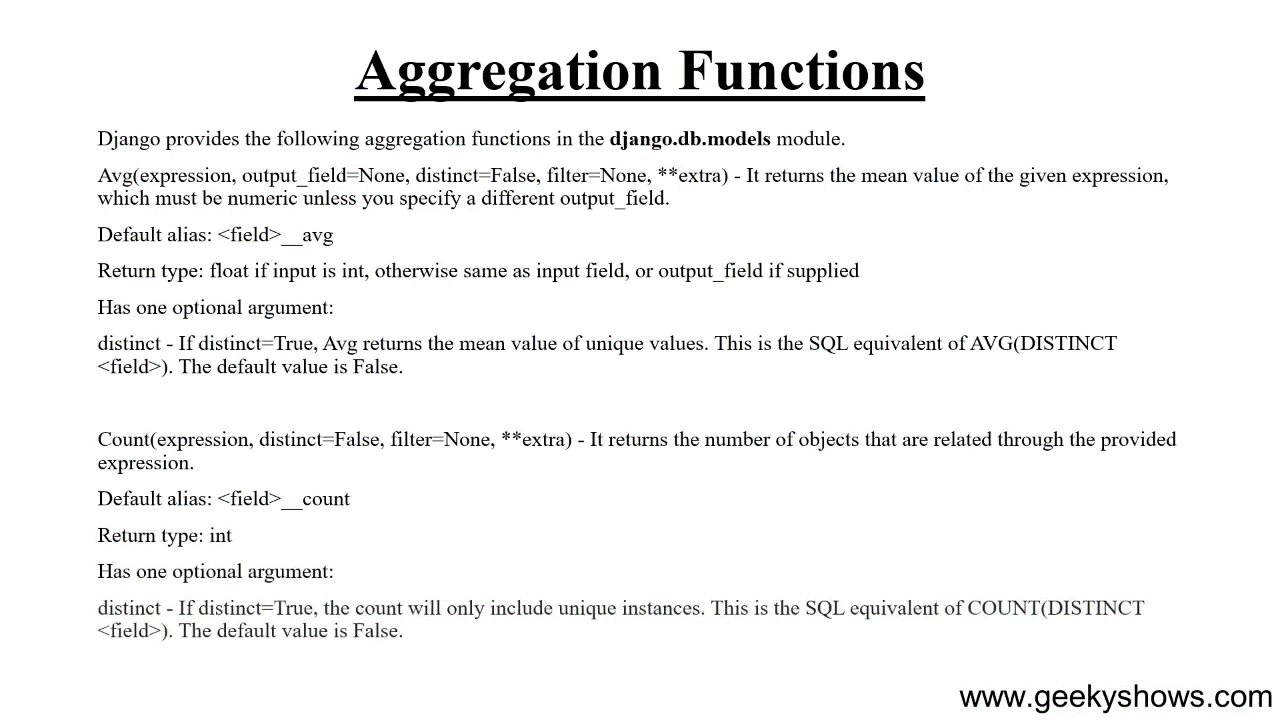 Aggregation Functions
Django provides the following aggregation functions in the django.db.models module.
Avg(expression, output_field=None, distinct=False, filter=None, **extra) - It returns the mean value of the given expression,
which must be numeric unless you specify a different output_field.
Default alias: <field>__avg
Return type: float if input is int, otherwise same as input field, or output_field if supplied
Has one optional argument:
distinct - If distinct=True, Avg returns the mean value of unique values. This is the SQL equivalent of AVG(DISTINCT
<field>). The default value is False.
Count(expression, distinct=False, filter=None, **extra) - It returns the number of objects that are related through the provided
expression.
Default alias: <field>__count
Return type: int
Has one optional argument:
distinct - If distinct=True, the count will only include unique instances. This is the SQL equivalent of COUNT(DISTINCT
<field>). The default value is False.
www.geekyshows.com